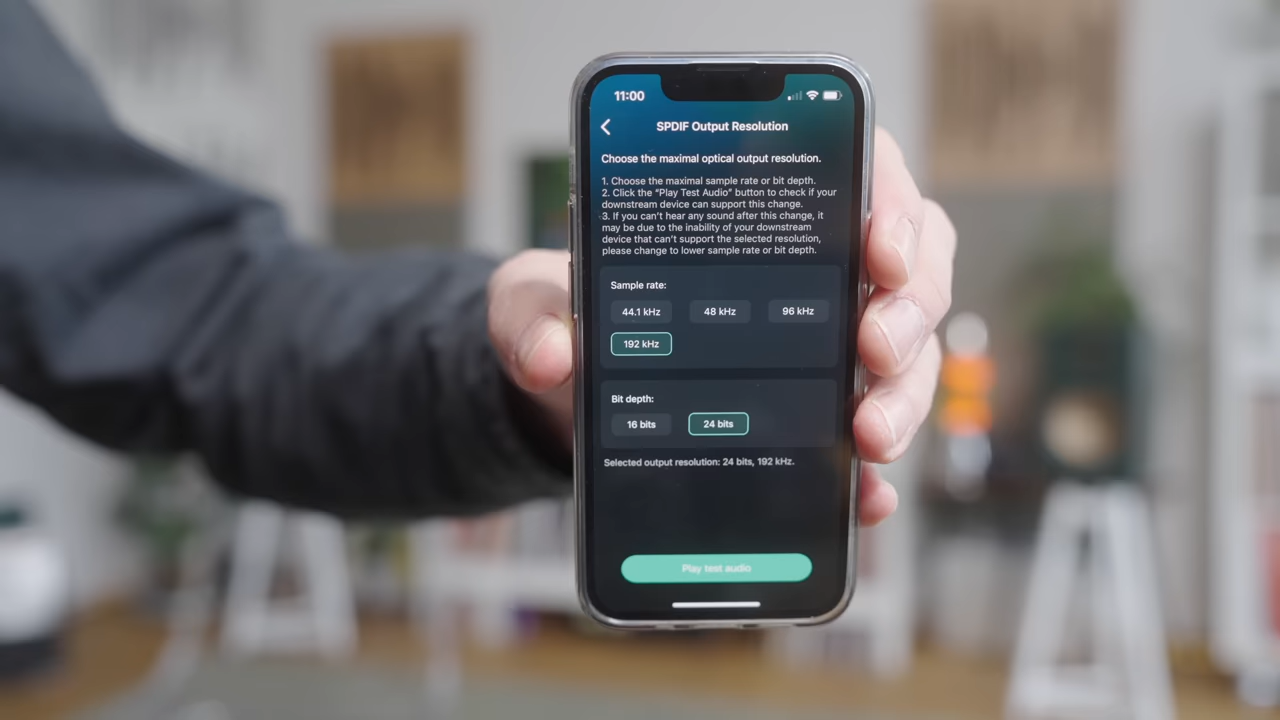 11:00
SPDIF Output Resolution
Choose the maximal optical output resolution.
1. Choose the maximal sample rate or bit depth.
2. Click the “Play Test Audio” button to check if your
downstream device can support this change.
3. If you can’t hear any sound after this change, it
may be due to the inability of your downstream
device that can’t support the selected resolution,
please change to lower sample rate or bit depth.
Sample rate:
44.1 kHz 48 kHz 96 kHz
192 kHz
Bit depth:
16 bits 24 bits
Selected output resolution: 24 bits, 192 kHz.
Play test audio